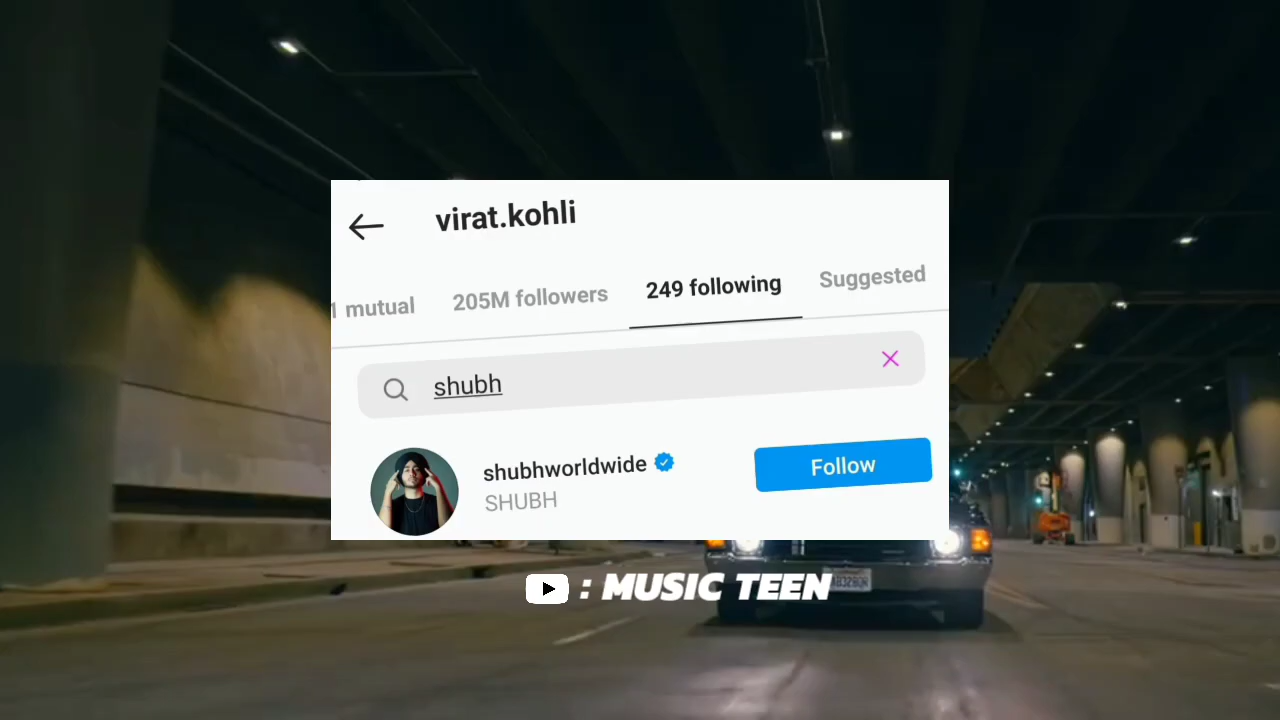 virat.kohli
1 mutual
205M followers
249 following
Suggested
shubh
shubhworldwide
Follow
SHUBH
: MUSIC TEEN